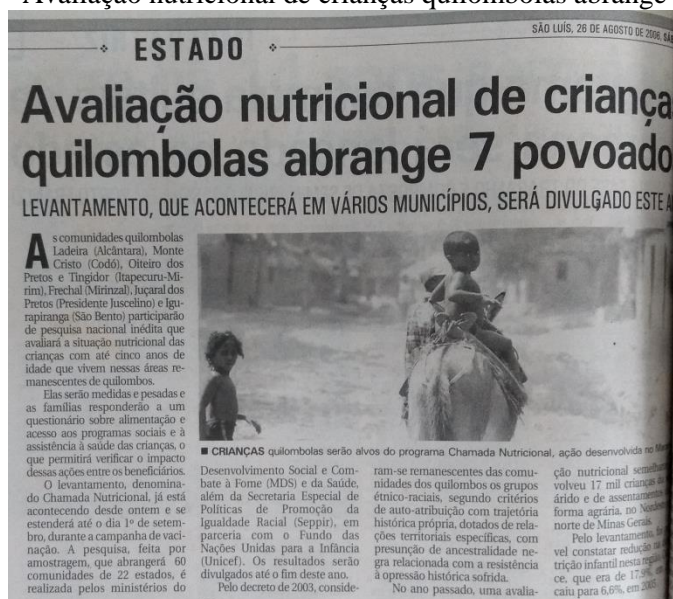 Avaliação nutricional de crianças quilombolas abrange
ESTADO
SÃO LUÍS, 26 DE AGOSTO DE 2006,
Avaliação nutricional de criança
quilombolas abrange 7 povoado
LEVANTAMENTO, QUE ACONTECERÁ EM VÁRIOS MUNICÍPIOS, SERÁ DIVULGADO ESTE A
As comunidades quilombolas
Ladeira (Alcântara), Monte
Cristo (Codó), Oiteiro dos
Pretos e Tingidor (Itapecuru-Mi-
rim), Frechal (Mirinzal), Juçaral dos
Pretos (Presidente Juscelino) e Igu-
rapiranga (São Bento) participarão
de pesquisa nacional inédita que
avaliará a situação nutricional das
crianças com até cinco anos de
idade que vivem nessas áreas re-
manescentes de quilombos.
Elas serão medidas e pesadas e
as famílias responderão a um
questionário sobre alimentação e
acesso aos programas sociais e à
assistência à saúde das crianças, o
que permitirá verificar o impacto
dessas ações entre os beneficiários.
O levantamento, denomina-
do Chamada Nutricional, já está
acontecendo desde ontem e se
estenderá até o dia 1º de setem-
bro, durante a campanha de vaci-
nação. A pesquisa, feita por
amostragem, que abrangerá 60
comunidades de 22 estados, é
realizada pelos ministérios do
■ CRIANÇAS quilombolas serão alvos do programa Chamada Nutricional, ação desenvolvida no
Desenvolvimento Social e Com-
bate à Fome (MDS) e da Saúde,
além da Secretaria Especial de
Políticas de Promoção da
Igualdade Racial (Seppir), em
parceria com o Fundo das
Nações Unidas para a Infância
(Unicef). Os resultados serão
divulgados até o fim deste ano.
Pelo decreto de 2003, conside-
ram-se remanescentes das comu-
nidades dos quilombos os grupos
étnico-raciais, segundo critérios
de auto-atribuição com trajetória
histórica própria, dotados de rela-
ções territoriais específicas, com
presunção de ancestralidade ne-
gra relacionada com a resistência
à opressão histórica sofrida.
No ano passado, uma avalia-
ção nutricional semelhan
volveu 17 mil crianças
árido e de assentamentos
forma agrária, no Nordes
norte de Minas Gerais.
Pelo levantamento,
vel constatar redução
trição infantil nesta
ce, que era de 17,9%
caiu para 6,6%, em 2005